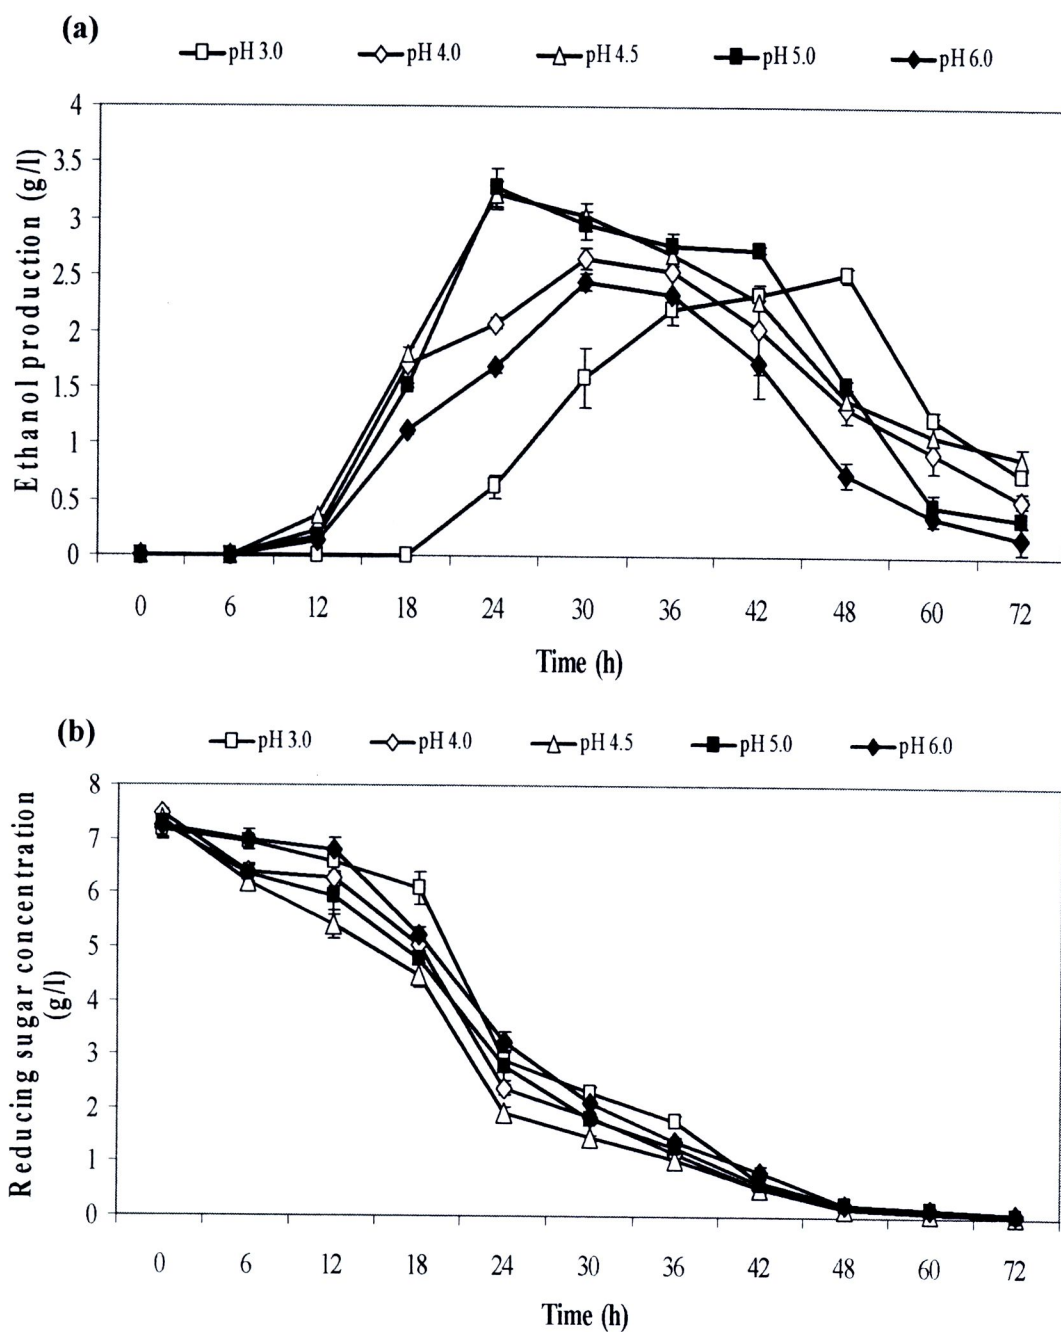 (a)
pH 3.0 pH 4.0 pH 4.5 pH 5.0 pH 6.0
Ethanol production (g/l)
4
3.5
3
2.5
2
1.5
1
0.5
0
0 6 12 18 24 30 36 42 48 60 72
Time (h)
(b)
pH 3.0 pH 4.0 pH 4.5 pH 5.0 pH 6.0
Reducing sugar concentration
(g/l)
8
7
6
5
4
3
2
1
0
0 6 12 18 24 30 36 42 48 60 72
Time (h)